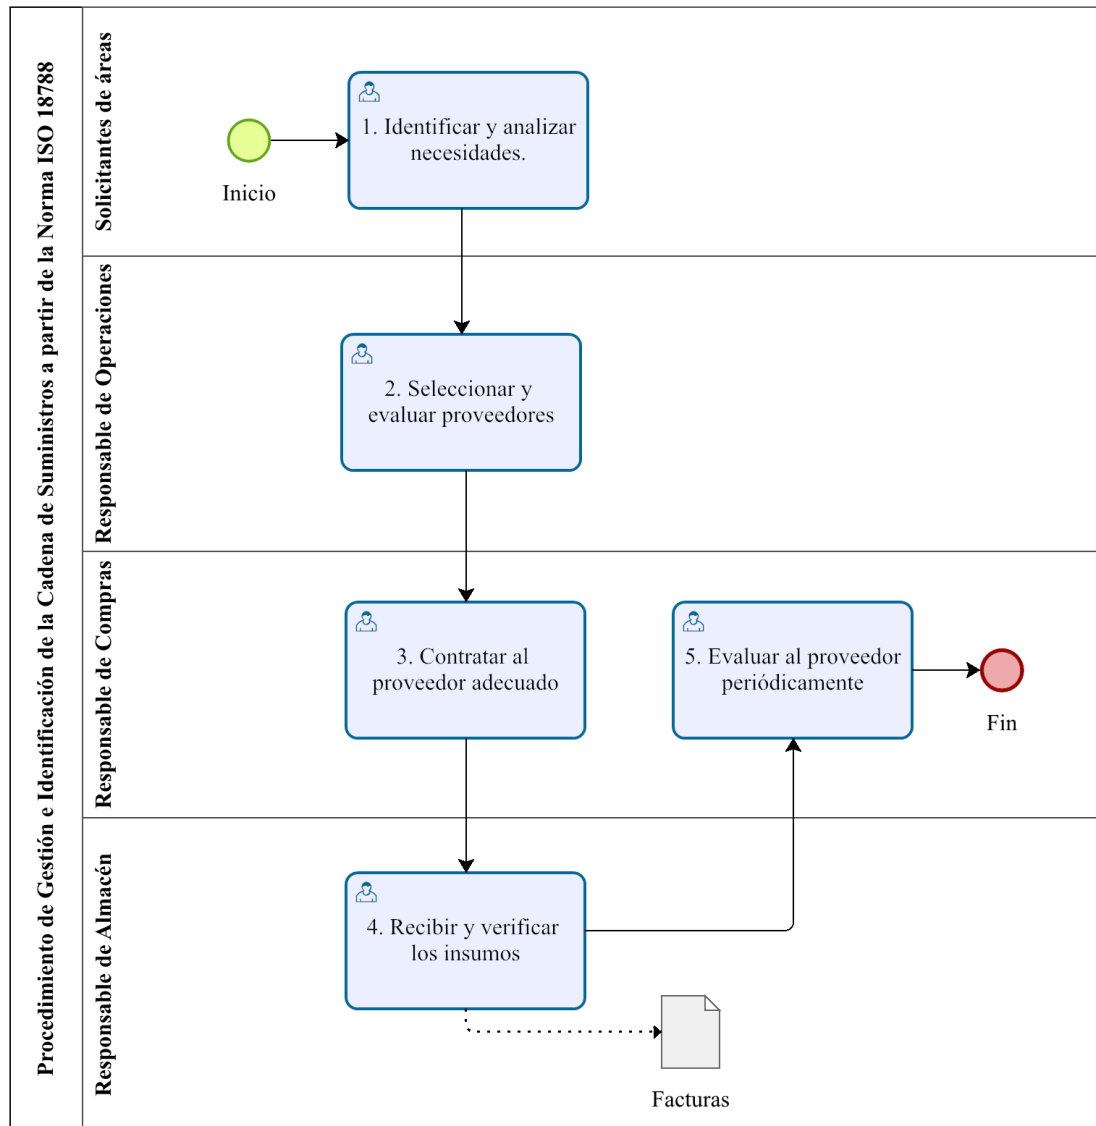 Procedimiento de Gestión e Identificación de la Cadena de Suministros a partir de la Norma ISO 18788
Solicitantes de áreas
Inicio
1. Identificar y analizar
necesidades.
Responsable de Operaciones
2. Seleccionar y
evaluar proveedores
Responsable de Compras
3. Contratar al
proveedor adecuado
5. Evaluar al proveedor
periódicamente
Fin
Responsable de Almacén
4. Recibir y verificar
los insumos
Facturas